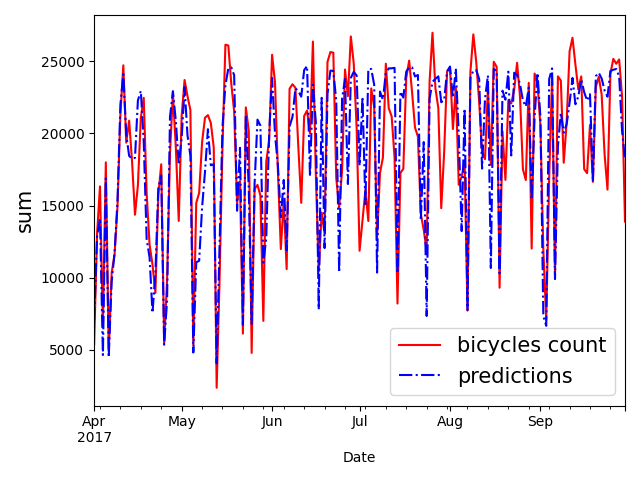 sum
25000
20000
15000
10000
5000
bicycles count
predictions
Apr May Jun Jul Aug Sep
2017
Date